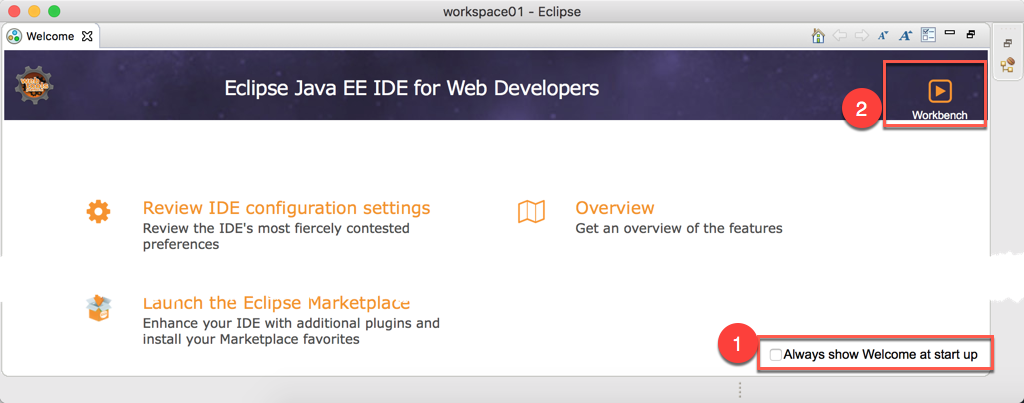 workspace01 - Eclipse
Welcome
Eclipse Java EE IDE for Web Developers
2
Workbench
Review IDE configuration settings
Review the IDE's most fiercely contested
preferences
Overview
Get an overview of the features
Launch the Eclipse Marketplace
Enhance your IDE with additional plugins and
install your Marketplace favorites
1
Always show Welcome at start up